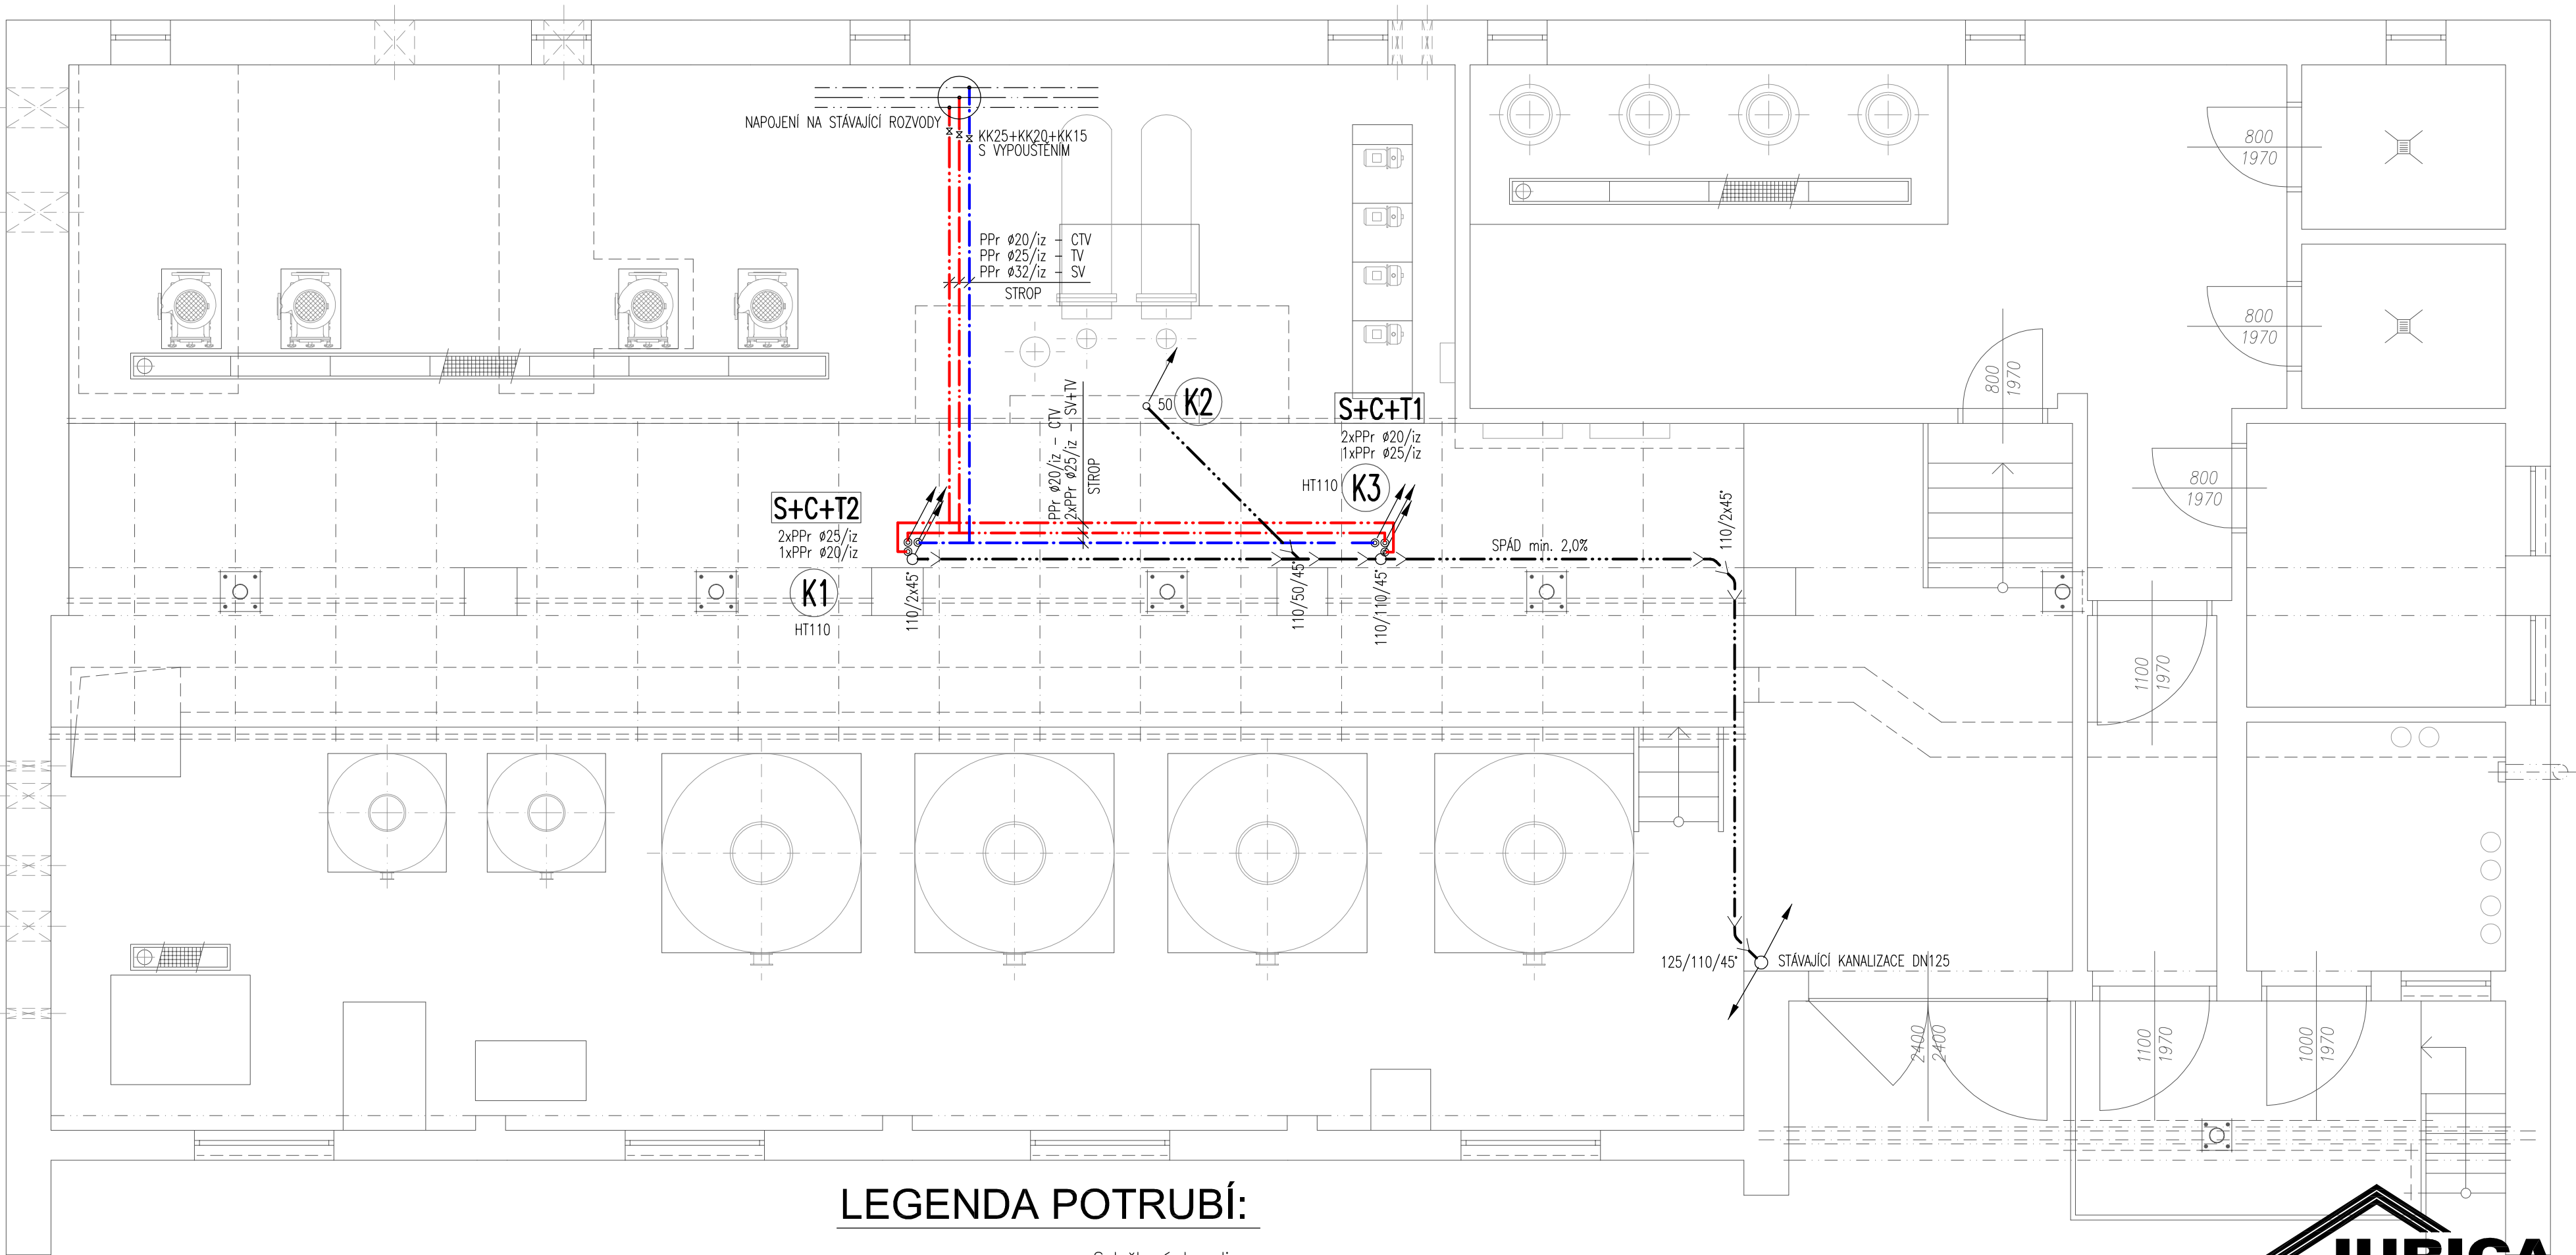 NAPOJENÍ NA STÁVAJÍCÍ ROZVODY
KK25+KK20+KK15
S VYPOUŠTĚNÍM
800
1970
PPr ø20/iz – CTV
PPr ø25/iz – TV
PPr ø32/iz – SV
STROP
800
1970
800
1970
PPr ø20/iz – CTV
2xPPr ø25/iz – SV+TV
STROP
50
K2
S+C+T1
2xPPr ø20/iz
1xPPr ø25/iz
HT110
K3
800
1970
S+C+T2
2xPPr ø25/iz
1xPPr ø20/iz
K1
HT110
110/2x45°
110/50/45°
110/110/45°
SPÁD min. 2,0%
110/2x45°
1100
1970
125/110/45°
STÁVAJÍCÍ KANALIZACE DN125
2400
2400
1100
1970
1000
1970
LEGENDA POTRUBÍ: